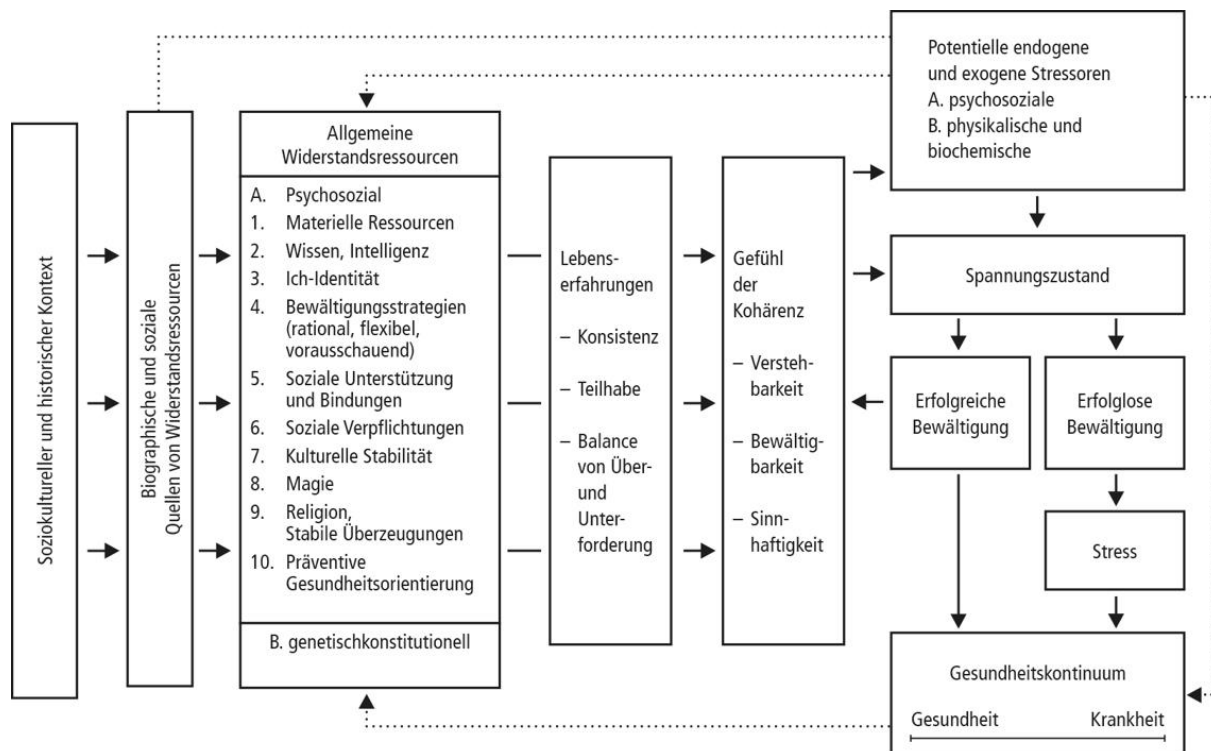 Soziokultureller und historischer Kontext
Biographische und soziale
Quellen von Widerstandsressourcen
Allgemeine
Widerstandsressourcen
A. Psychosozial
1. Materielle Ressourcen
2. Wissen, Intelligenz
3. Ich-Identität
4. Bewältigungsstrategien
(rational, flexibel,
vorausschauend)
5. Soziale Unterstützung
und Bindungen
6. Soziale Verpflichtungen
7. Kulturelle Stabilität
8. Magie
9. Religion,
Stabile Überzeugungen
10. Präventive
Gesundheitsorientierung
B. genetischkonstitutionell
Lebens-
erfahrungen
– Konsistenz
– Teilhabe
– Balance
von Über-
und
Unter-
forderung
Gefühl
der
Kohärenz
– Versteh-
barkeit
– Bewältig-
barkeit
– Sinn-
haftigkeit
Potentielle endogene
und exogene Stressoren
A. psychosoziale
B. physikalische und
biochemische
Spannungszustand
Erfolgreiche
Bewältigung
Erfolglose
Bewältigung
Stress
Gesundheitskontinuum
Gesundheit Krankheit